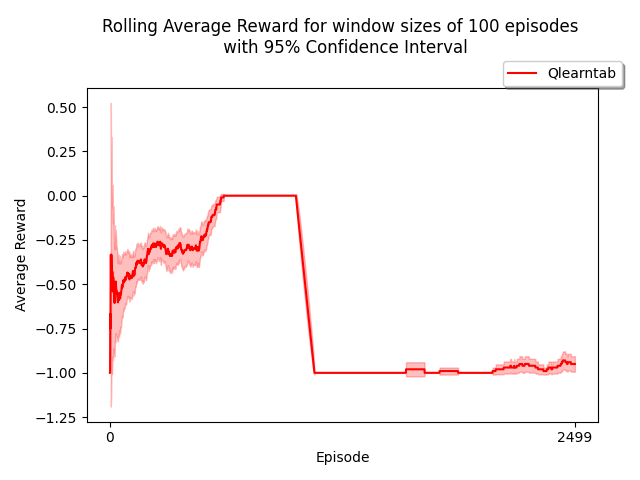 Rolling Average Reward for window sizes of 100 episodes
with 95% Confidence Interval
Qlearntab
0.50
0.25
0.00
−0.25
−0.50
−0.75
−1.00
−1.25
Average Reward
0
2499
Episode